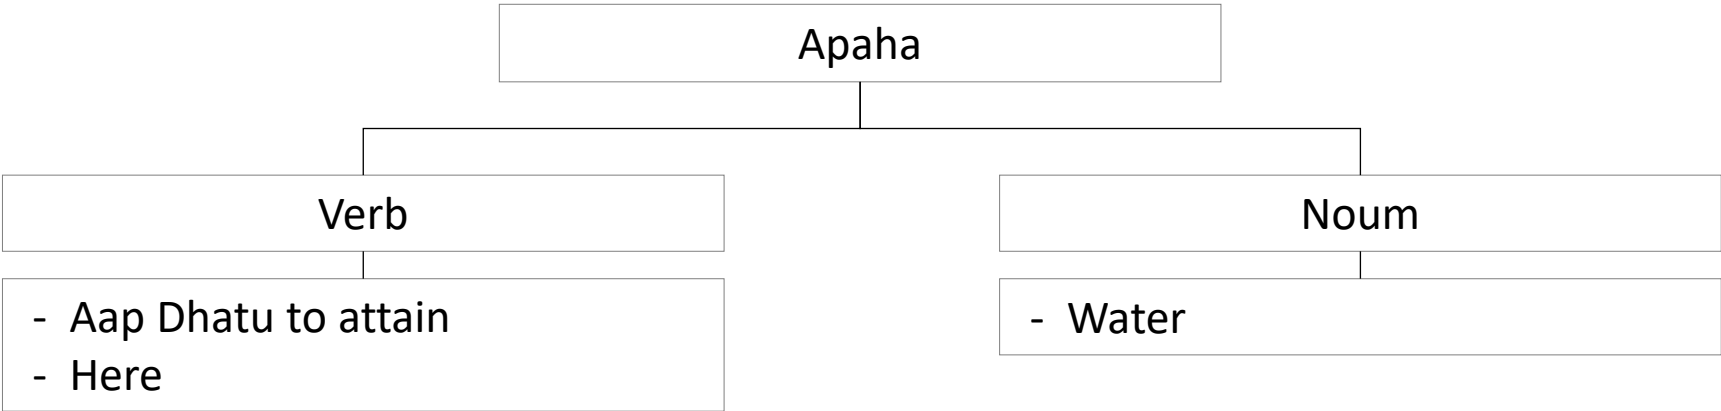 Apaha
Verb
Noum
- Aap Dhatu to attain
- Here
- Water